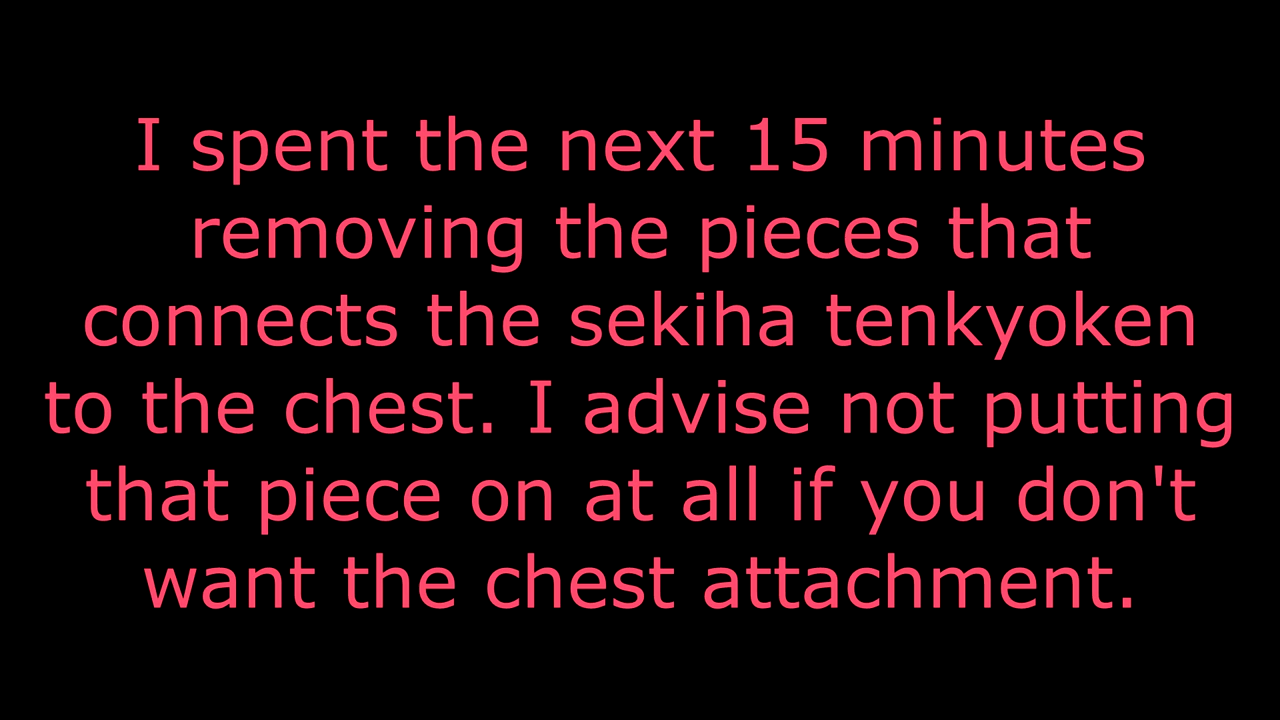 I spent the next 15 minutes
removing the pieces that
connects the sekiha tenkyoken
to the chest. I advise not putting
that piece on at all if you don't
want the chest attachment.